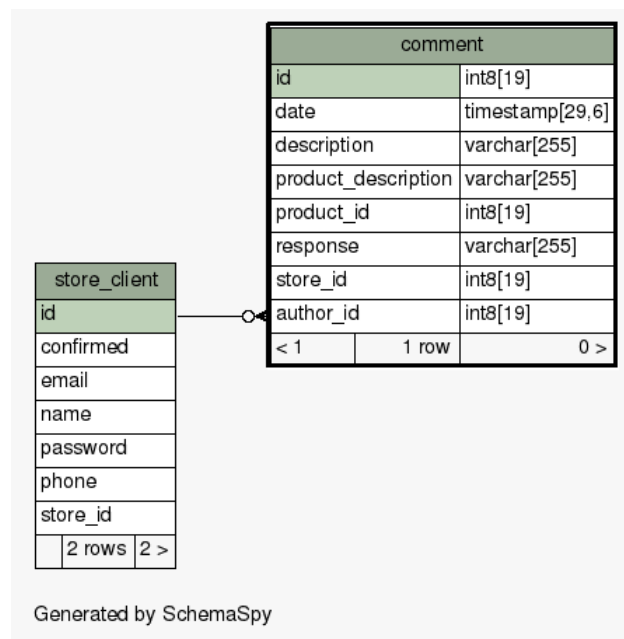 comment
id int8[19]
date timestamp[29,6]
description varchar[255]
product_description varchar[255]
product_id int8[19]
response varchar[255]
store_id int8[19]
author_id int8[19]
< 1 1 row 0 >
store_client
id
confirmed
email
name
password
phone
store_id
2 rows 2 >
Generated by SchemaSpy